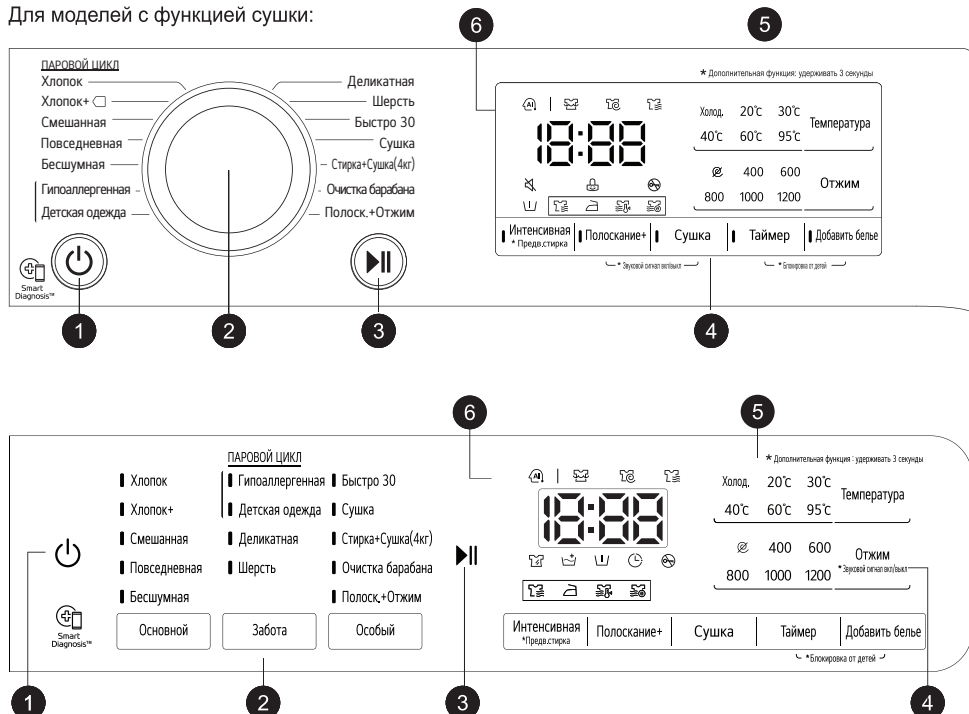 Для моделей с функцией сушки:
6
5
ПАРОВОЙ ЦИКЛ
Хлопок
Хлопок+
Смешанная
Повседневная
Бесшумная
Гипоаллергенная
Детская одежда
Деликатная
Шерсть
Быстро 30
Сушка
Стирка+Сушка(4кг)
Очистка барабана
Полоск.+Отжим
Smart
Diagnosis™
* Дополнительная функция: удерживать 3 секунды
AI
18:88
Холод. 20℃ 30℃
40℃ 60℃ 95℃
Температура
400 600
800 1000 1200
Отжим
Интенсивная
* Предв.стирка
Полоскание+
Сушка
Таймер
Добавить белье
* Звуковой сигнал вкл/выкл
* Блокировка от детей
1
2
3
4
6
5
* Дополнительная функция : удерживать 3 секунды
Хлопок
Хлопок+
Смешанная
Повседневная
Бесшумная
Основной
ПАРОВОЙ ЦИКЛ
Гипоаллергенная
Детская одежда
Деликатная
Шерсть
Забота
Быстро 30
Сушка
Стирка+Сушка(4кг)
Очистка барабана
Полоск.+Отжим
Особый
Smart
Diagnosis™
AI
18:88
Холод. 20℃ 30℃
40℃ 60℃ 95℃
Температура
400 600
800 1000 1200
Отжим
* Звуковой сигнал вкл/выкл
Интенсивная
*Предв.стирка
Полоскание+
Сушка
Таймер
Добавить белье
*Блокировка от детей
1
2
3
4